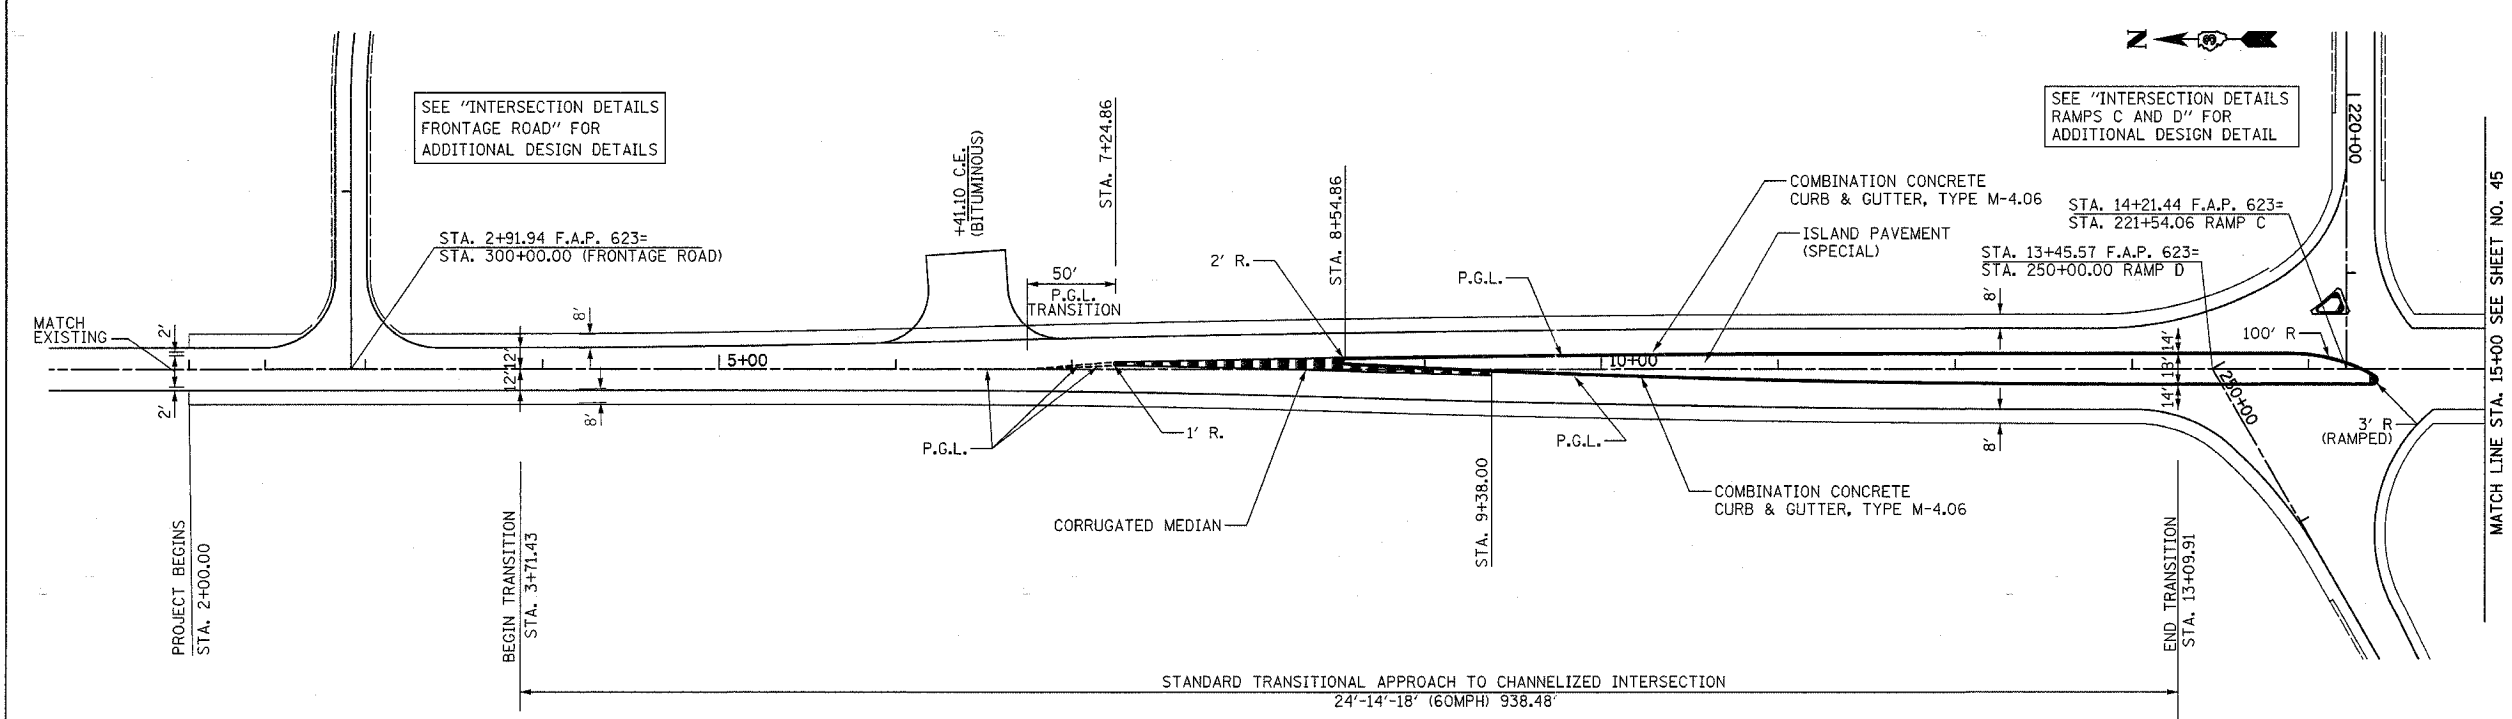 SEE "INTERSECTION DETAILS
FRONTAGE ROAD" FOR
ADDITIONAL DESIGN DETAILS
STA. 2+91.94 F.A.P. 623=
STA. 300+00.00 (FRONTAGE ROAD)
MATCH
EXISTING
2'
2'
12'
12'
8'
8'
5+00
+41.10 C.E.
(BITUMINOUS)
50'
P.G.L.
TRANSITION
STA. 7+24.86
2' R.
STA. 8+54.86
P.G.L.
COMBINATION CONCRETE
CURB & GUTTER, TYPE M-4.06
ISLAND PAVEMENT
(SPECIAL)
10+00
N
3
SEE "INTERSECTION DETAILS
RAMPS C AND D" FOR
ADDITIONAL DESIGN DETAIL
220+00
STA. 14+21.44 F.A.P. 623=
STA. 221+54.06 RAMP C
STA. 13+45.57 F.A.P. 623=
STA. 250+00.00 RAMP D
8'
14'
13'
14'
8'
100' R
250+00
3' R
(RAMPED)
MATCH LINE STA. 15+00 SEE SHEET NO. 45
P.G.L.
1' R.
P.G.L.
CORRUGATED MEDIAN
STA. 9+38.00
COMBINATION CONCRETE
CURB & GUTTER, TYPE M-4.06
PROJECT BEGINS
STA. 2+00.00
BEGIN TRANSITION
STA. 3+71.43
END TRANSITION
STA. 13+09.91
STANDARD TRANSITIONAL APPROACH TO CHANNELIZED INTERSECTION
24'-14'-18' (60MPH) 938.48'